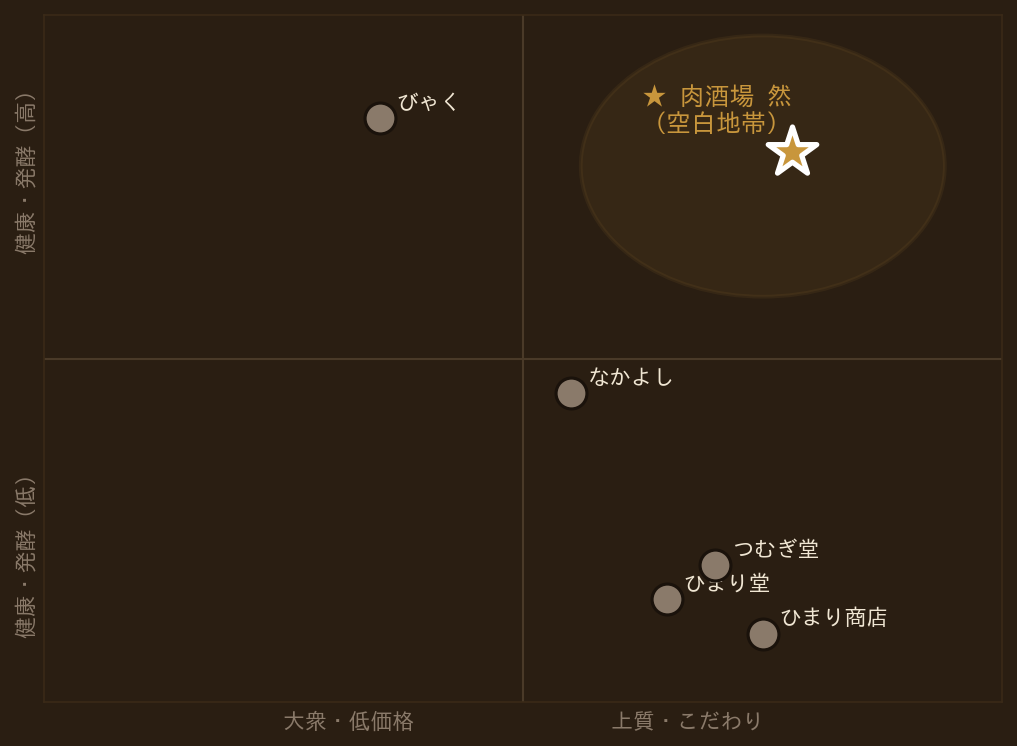 びゃく
★ 肉酒場 然
（空白地帯）
健康・発酵（高）
なかよし
健康・発酵（低）
つむぎ堂
ひまり堂
ひまり商店
大衆・低価格
上質・こだわり